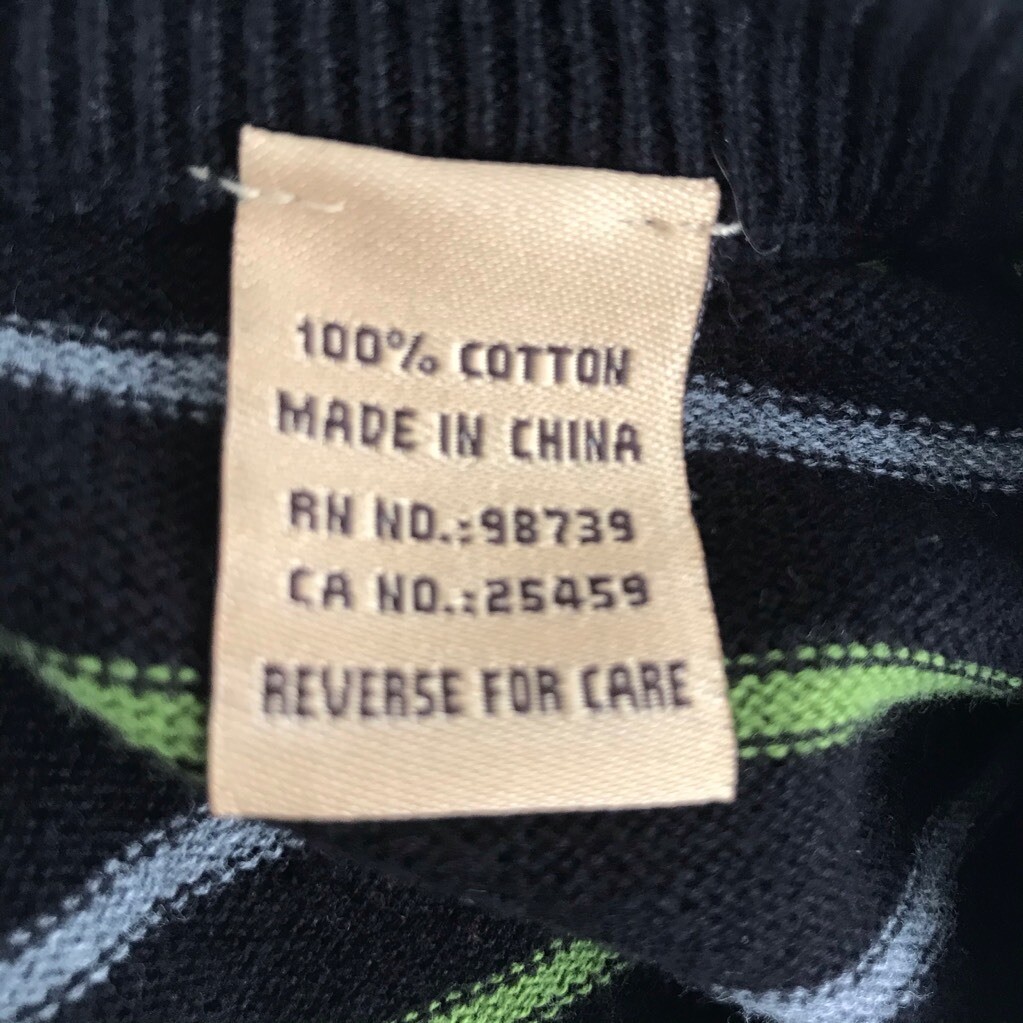 100% COTTON
MADE IN CHINA
RN NO.:98739
CA NO.:25459
REVERSE FOR CARE